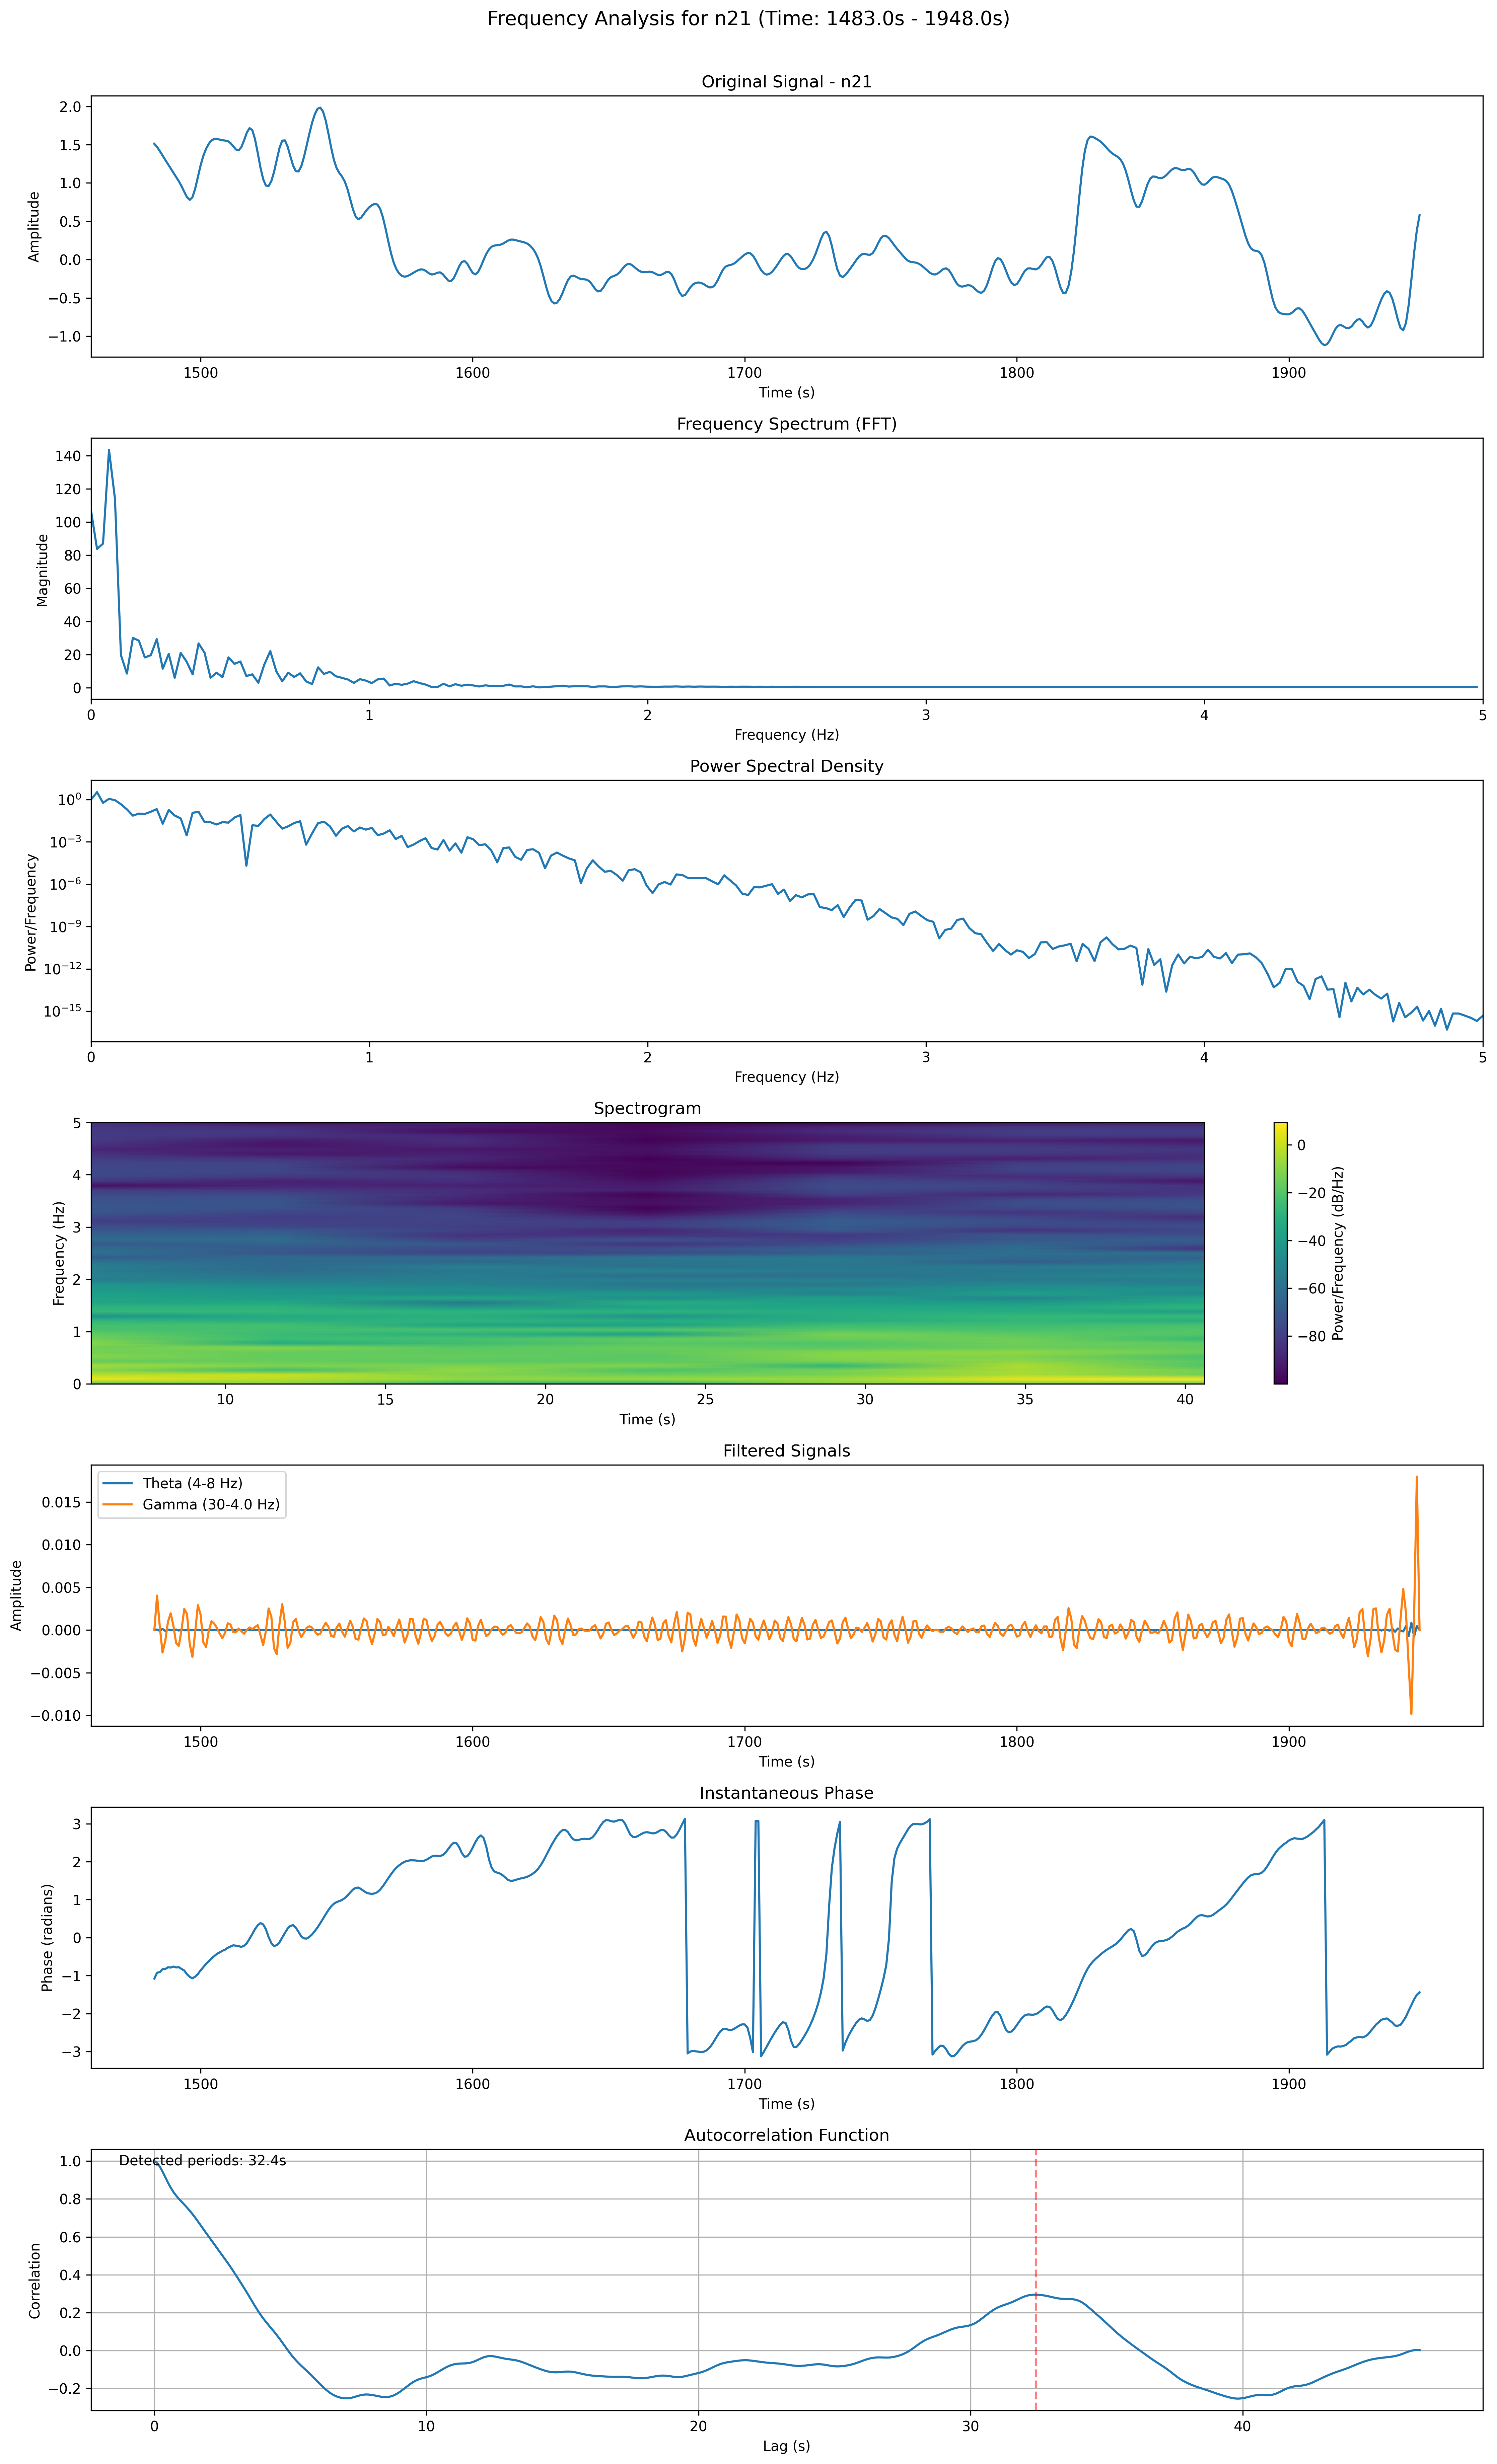 Frequency Analysis for n21 (Time: 1483.0s - 1948.0s)
Original Signal - n21
Amplitude
2.0
1.5
1.0
0.5
0.0
−0.5
−1.0
1500 1600 1700 1800 1900
Time (s)
Frequency Spectrum (FFT)
Magnitude
140
120
100
80
60
40
20
0
0 1 2 3 4 5
Frequency (Hz)
Power Spectral Density
Power/Frequency
10⁰
10⁻³
10⁻⁶
10⁻⁹
10⁻¹²
10⁻¹⁵
0 1 2 3 4 5
Frequency (Hz)
Spectrogram
Frequency (Hz)
5
4
3
2
1
0
10 15 20 25 30 35 40
Time (s)
0
−20
−40
−60
−80
Power/Frequency (dB/Hz)
Filtered Signals
Theta (4-8 Hz)
Gamma (30-4.0 Hz)
Amplitude
0.015
0.010
0.005
0.000
−0.005
−0.010
1500 1600 1700 1800 1900
Time (s)
Instantaneous Phase
Phase (radians)
3
2
1
0
−1
−2
−3
1500 1600 1700 1800 1900
Time (s)
Autocorrelation Function
Detected periods: 32.4s
Correlation
1.0
0.8
0.6
0.4
0.2
0.0
−0.2
0 10 20 30 40
Lag (s)